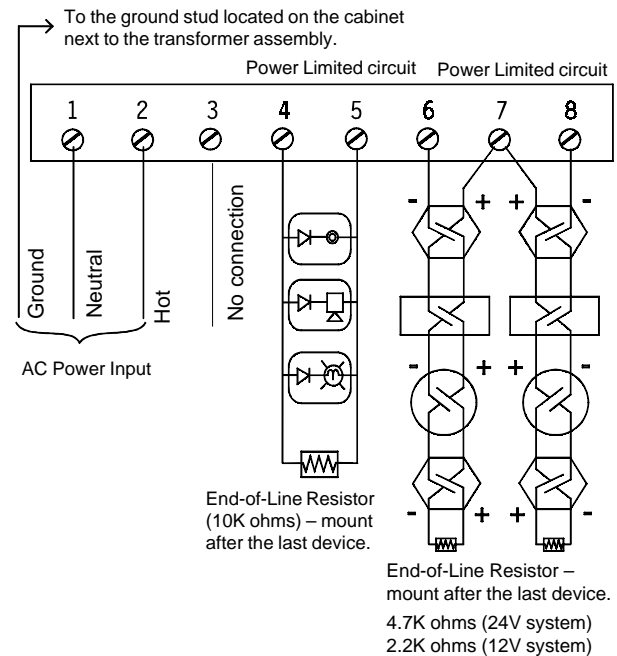 To the ground stud located on the cabinet
next to the transformer assembly.
Power Limited circuit Power Limited circuit
1 2 3 4 5 6 7 8
Ground
Neutral
Hot
No connection
AC Power Input
- + + -
- + + -
- + + -
End-of-Line Resistor
(10K ohms) – mount
after the last device.
End-of-Line Resistor –
mount after the last device.
4.7K ohms (24V system)
2.2K ohms (12V system)